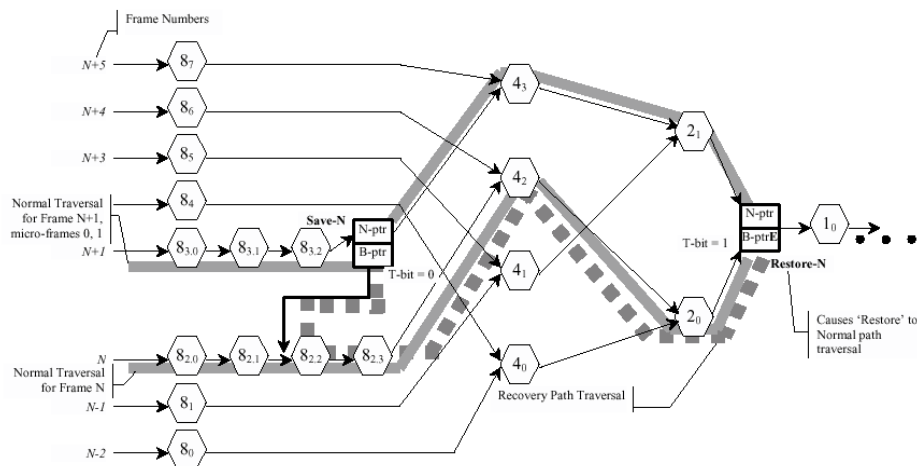 Frame Numbers
N+5
8₇
4₃
N+4
8₆
2₁
N+3
8₅
4₂
Normal Traversal
for Frame N+1,
micro-frames 0, 1
8₄
Save-N
N-ptr
B-ptr
T-bit = 0
N+1
8₃.₀
8₃.₁
8₃.₂
4₁
N-ptr
B-ptrE
T-bit = 1
1₀
Restore-N
Causes ‘Restore’ to
Normal path
traversal
2₀
N
8₂.₀
8₂.₁
8₂.₂
8₂.₃
4₀
Normal Traversal
for Frame N
Recovery Path Traversal
N-1
8₁
N-2
8₀